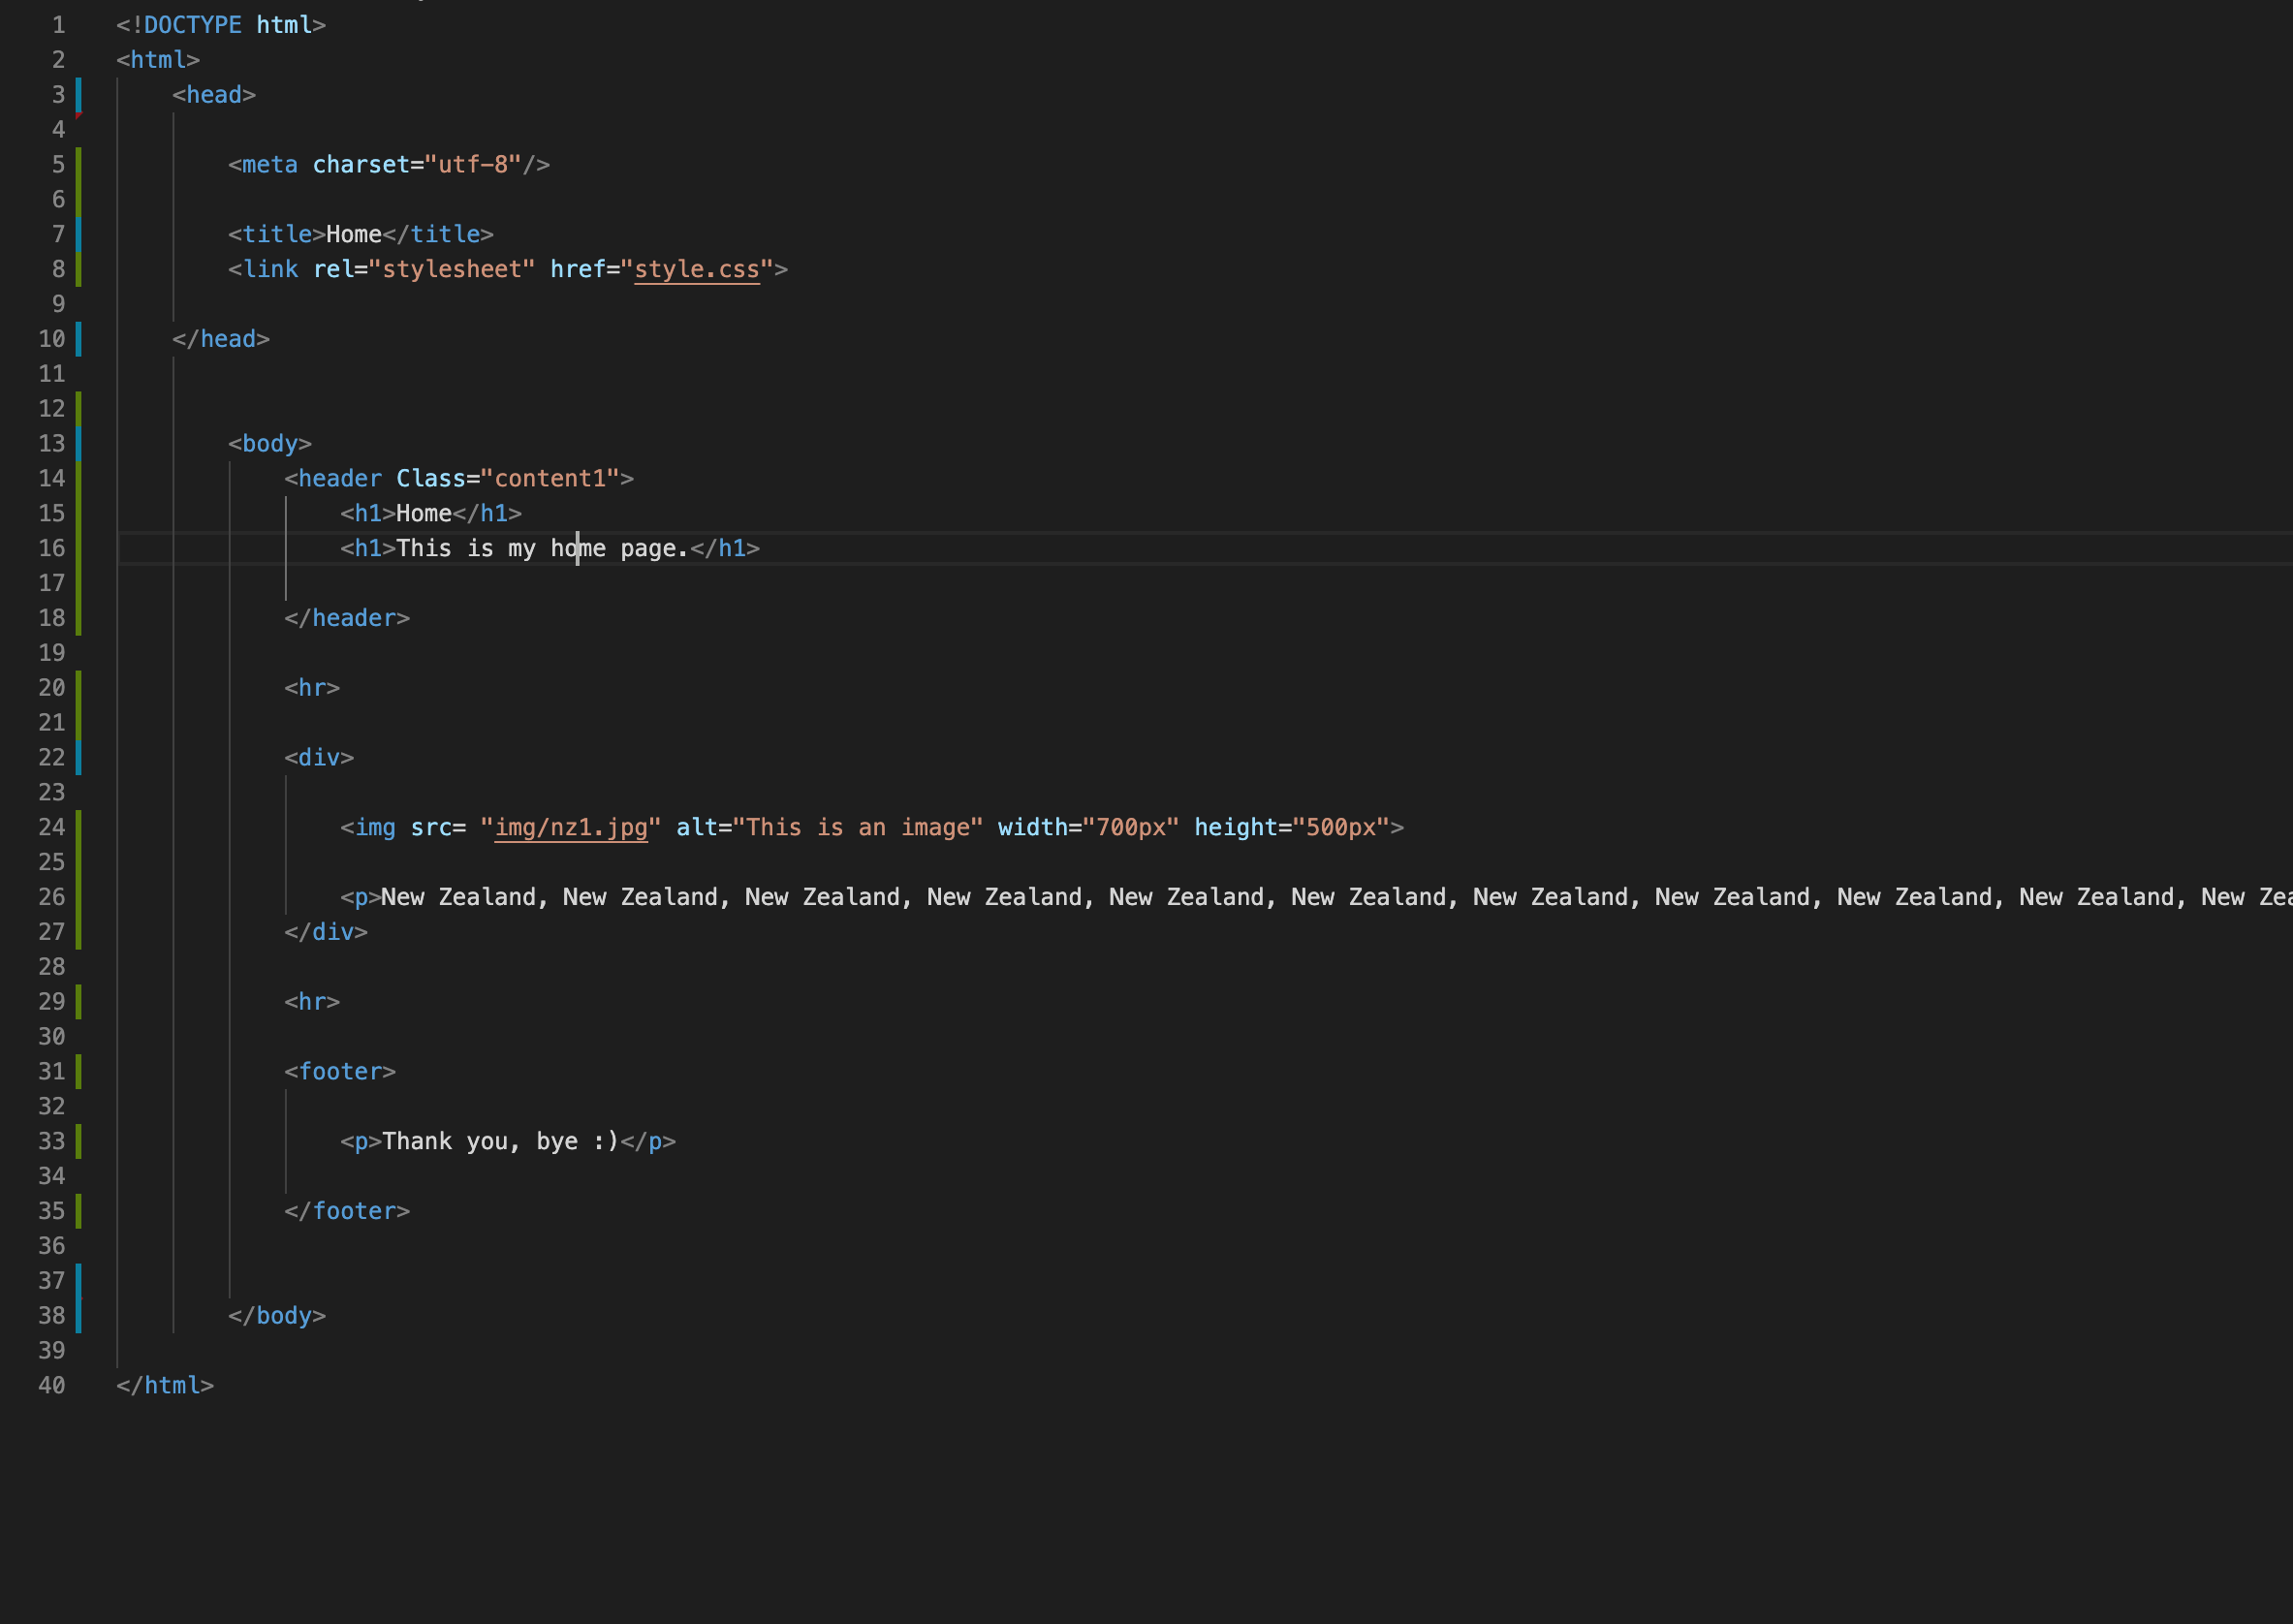 1 <!DOCTYPE html>
2 <html>
3 <head>
4
5 <meta charset="utf-8"/>
6
7 <title>Home</title>
8 <link rel="stylesheet" href="style.css">
9
10 </head>
11
12
13 <body>
14 <header Class="content1">
15 <h1>Home</h1>
16 <h1>This is my home page.</h1>
17
18 </header>
19
20 <hr>
21
22 <div>
23
24 <img src= "img/nz1.jpg" alt="This is an image" width="700px" height="500px">
25
26 <p>New Zealand, New Zealand, New Zealand, New Zealand, New Zealand, New Zealand, New Zealand, New Zealand, New Zealand, New Zealand, New Zea
27 </div>
28
29 <hr>
30
31 <footer>
32
33 <p>Thank you, bye :)</p>
34
35 </footer>
36
37
38 </body>
39
40 </html>